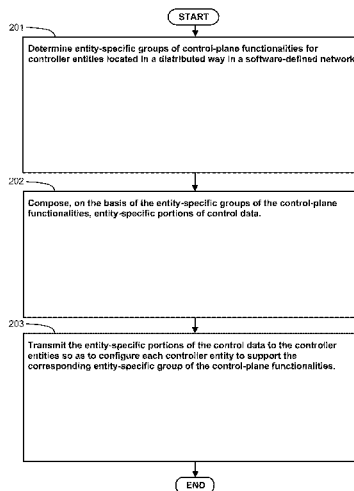 START
201
Determine entity-specific groups of control-plane functionalities for
controller entities located in a distributed way in a software-defined network
202
Compose, on the basis of the entity-specific groups of the control-plane
functionalities, entity-specific portions of control data.
203
Transmit the entity-specific portions of the control data to the controller
entities so as to configure each controller entity to support the
corresponding entity-specific group of the control-plane functionalities.
END